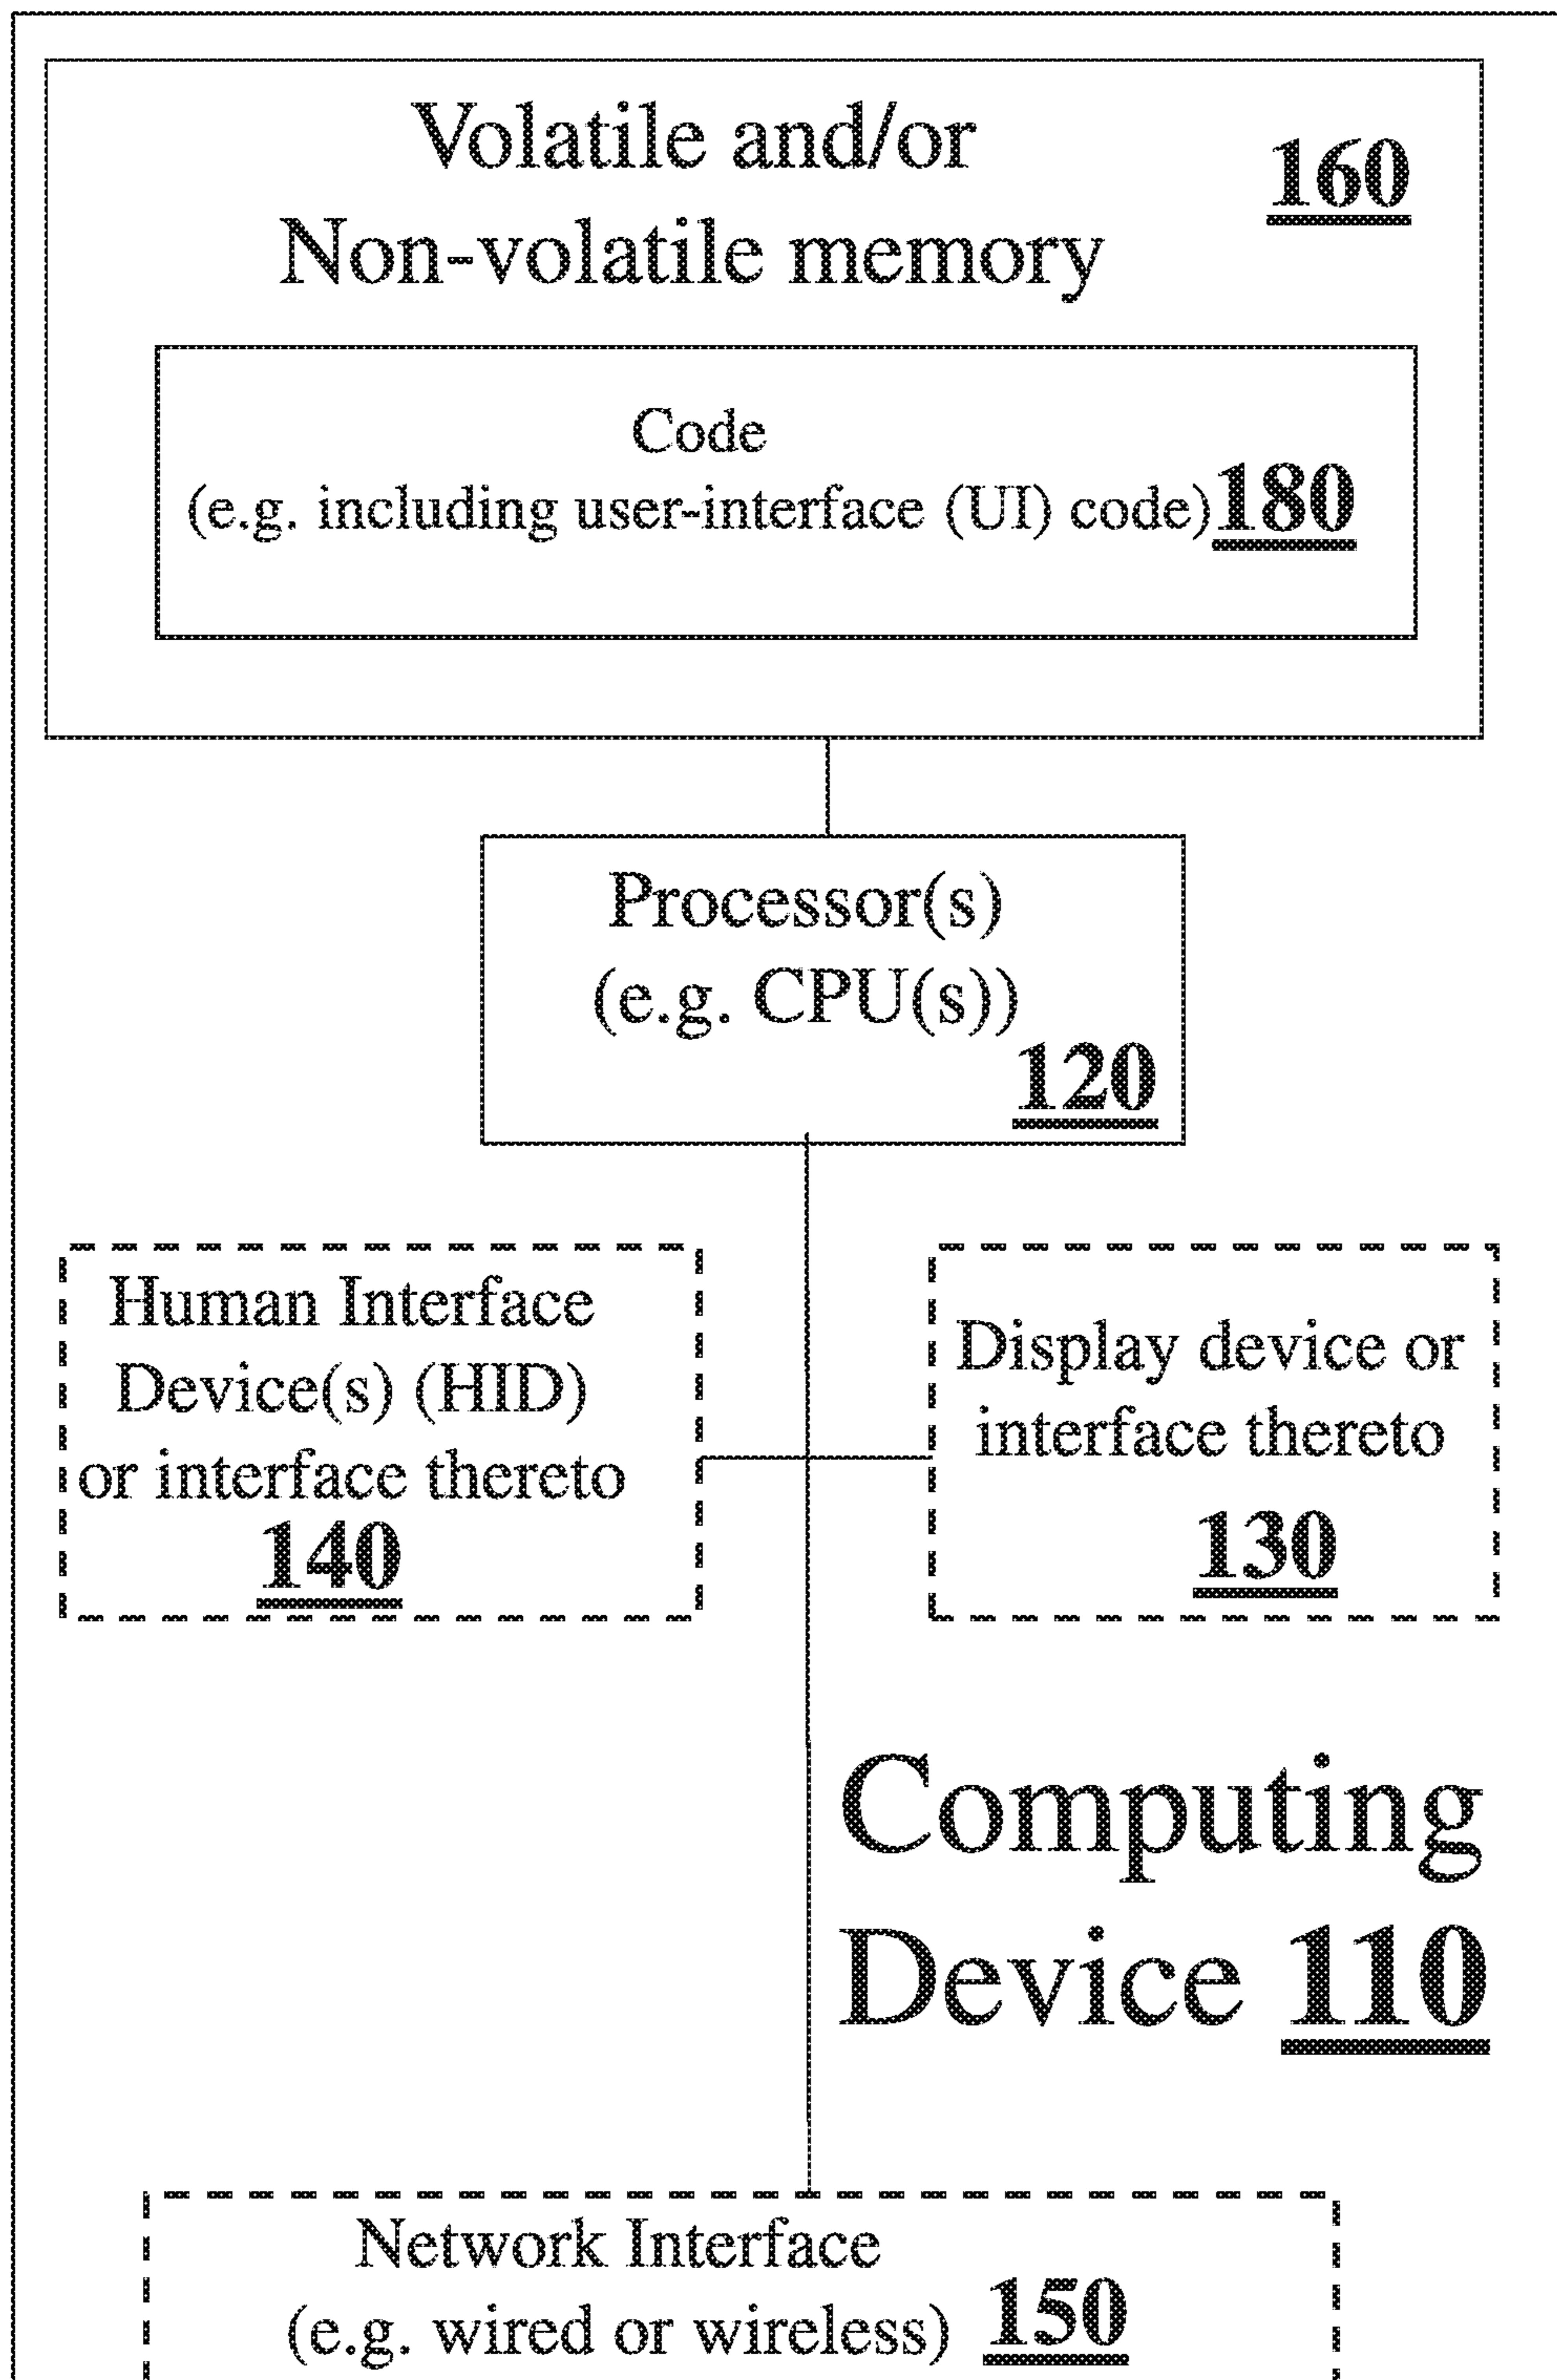 Volatile and/or
Non-volatile memory
160
Code
(e.g. including user-interface (UI) code) 180
Processor(s)
(e.g. CPU(s))
120
Human Interface
Device(s) (HID)
or interface thereto
140
Display device or
interface thereto
130
Computing
Device 110
Network Interface
(e.g. wired or wireless) 150